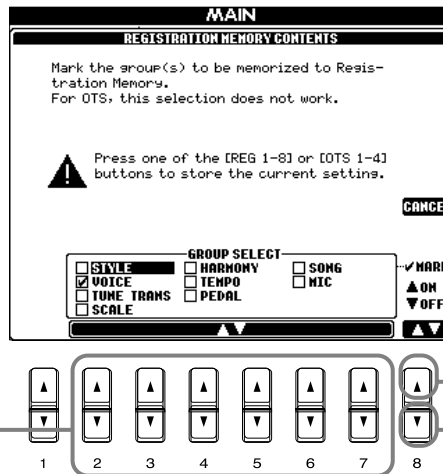 MAIN
REGISTRATION MEMORY CONTENTS
Mark the group(s) to be memorized to Regis-
tration Memory.
For OTS, this selection does not work.
Press one of the [REG 1-8] or [OTS 1-4]
buttons to store the current setting.
CANCE
GROUP SELECT
STYLE HARMONY SONG
VOICE TEMPO MIC
TUNE TRANS PEDAL
SCALE
MARK
▲ON
▼OFF
1 2 3 4 5 6 7 8